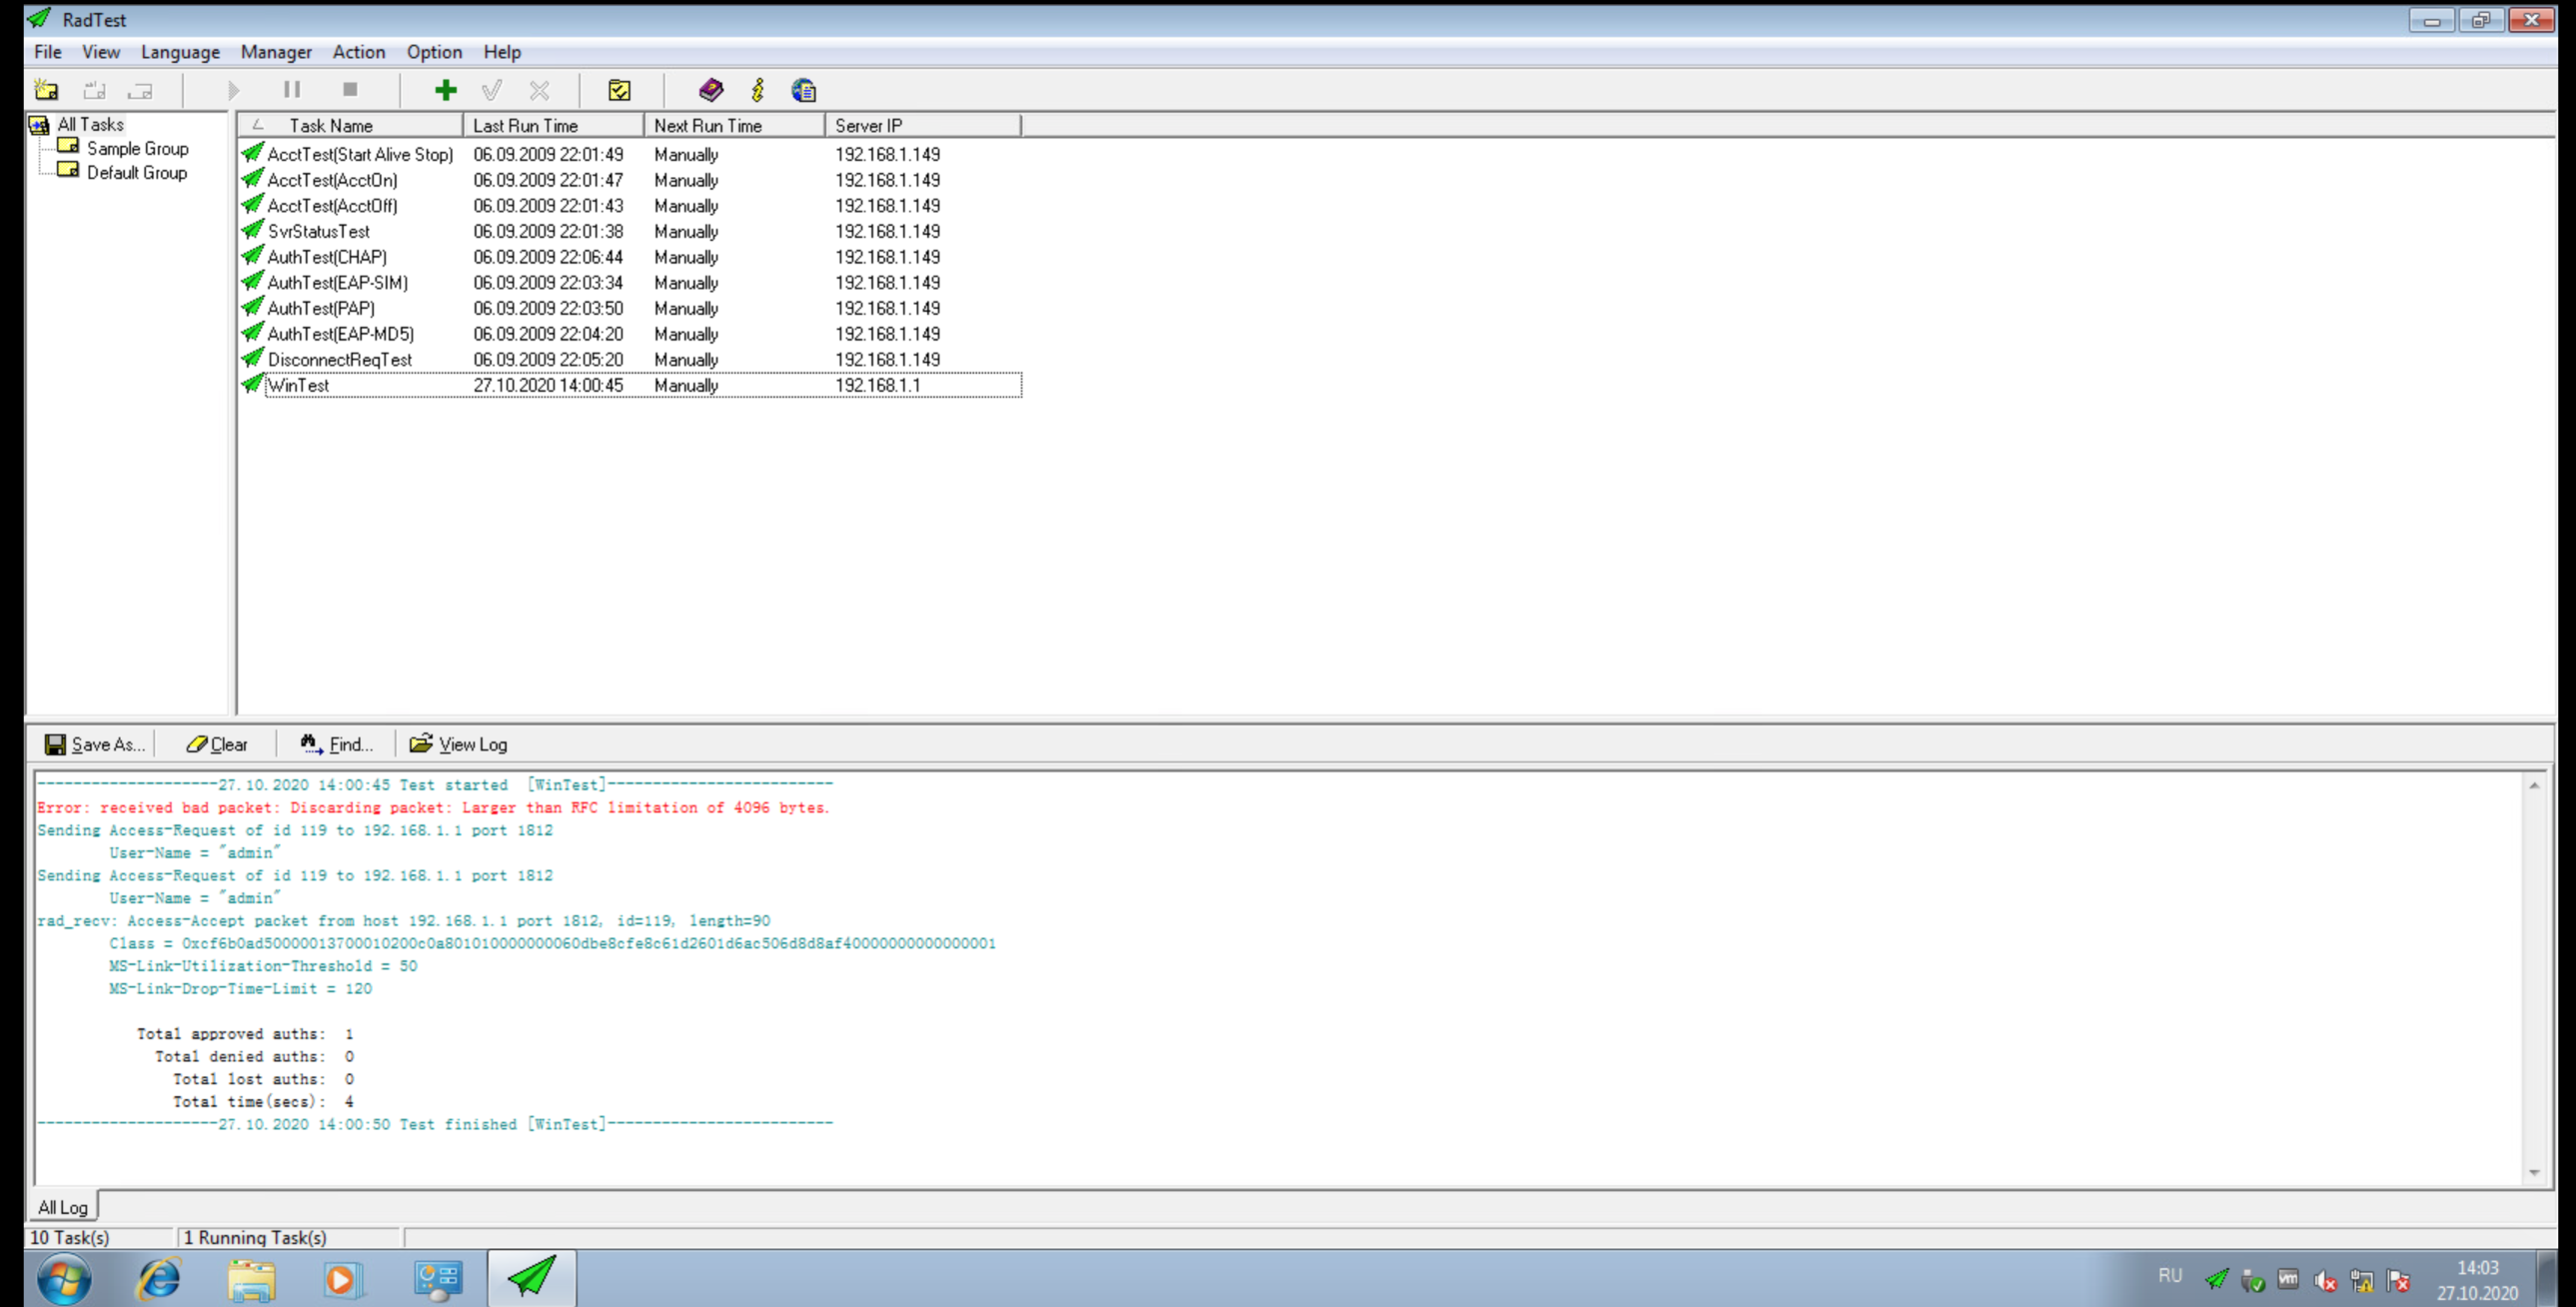 RadTest
File View Language Manager Action Option Help
All Tasks
Sample Group
Default Group
Task Name Last Run Time Next Run Time Server IP
AcctTest(Start Alive Stop) 06.09.2009 22:01:49 Manually 192.168.1.149
AcctTest(AcctOn) 06.09.2009 22:01:47 Manually 192.168.1.149
AcctTest(AcctOff) 06.09.2009 22:01:43 Manually 192.168.1.149
SvrStatusTest 06.09.2009 22:01:38 Manually 192.168.1.149
AuthTest(CHAP) 06.09.2009 22:06:44 Manually 192.168.1.149
AuthTest(EAP-SIM) 06.09.2009 22:03:34 Manually 192.168.1.149
AuthTest(PAP) 06.09.2009 22:03:50 Manually 192.168.1.149
AuthTest(EAP-MD5) 06.09.2009 22:04:20 Manually 192.168.1.149
DisconnectReqTest 06.09.2009 22:05:20 Manually 192.168.1.149
WinTest 27.10.2020 14:00:45 Manually 192.168.1.1
Save As... Clear Find... View Log
--------------------27.10.2020 14:00:45 Test started [WinTest]-------------------------
Error: received bad packet: Discarding packet: Larger than RFC limitation of 4096 bytes.
Sending Access-Request of id 119 to 192.168.1.1 port 1812
User-Name = "admin"
Sending Access-Request of id 119 to 192.168.1.1 port 1812
User-Name = "admin"
rad_recv: Access-Accept packet from host 192.168.1.1 port 1812, id=119, length=90
Class = 0xcf6b0ad50000013700010200c0a801010000000060dbe8cfe8c61d2601d6ac506d8d8af40000000000000001
MS-Link-Utilization-Threshold = 50
MS-Link-Drop-Time-Limit = 120
Total approved auths: 1
Total denied auths: 0
Total lost auths: 0
Total time(secs): 4
--------------------27.10.2020 14:00:50 Test finished [WinTest]-------------------------
All Log
10 Task(s) 1 Running Task(s)
RU vm 14:03
27.10.2020